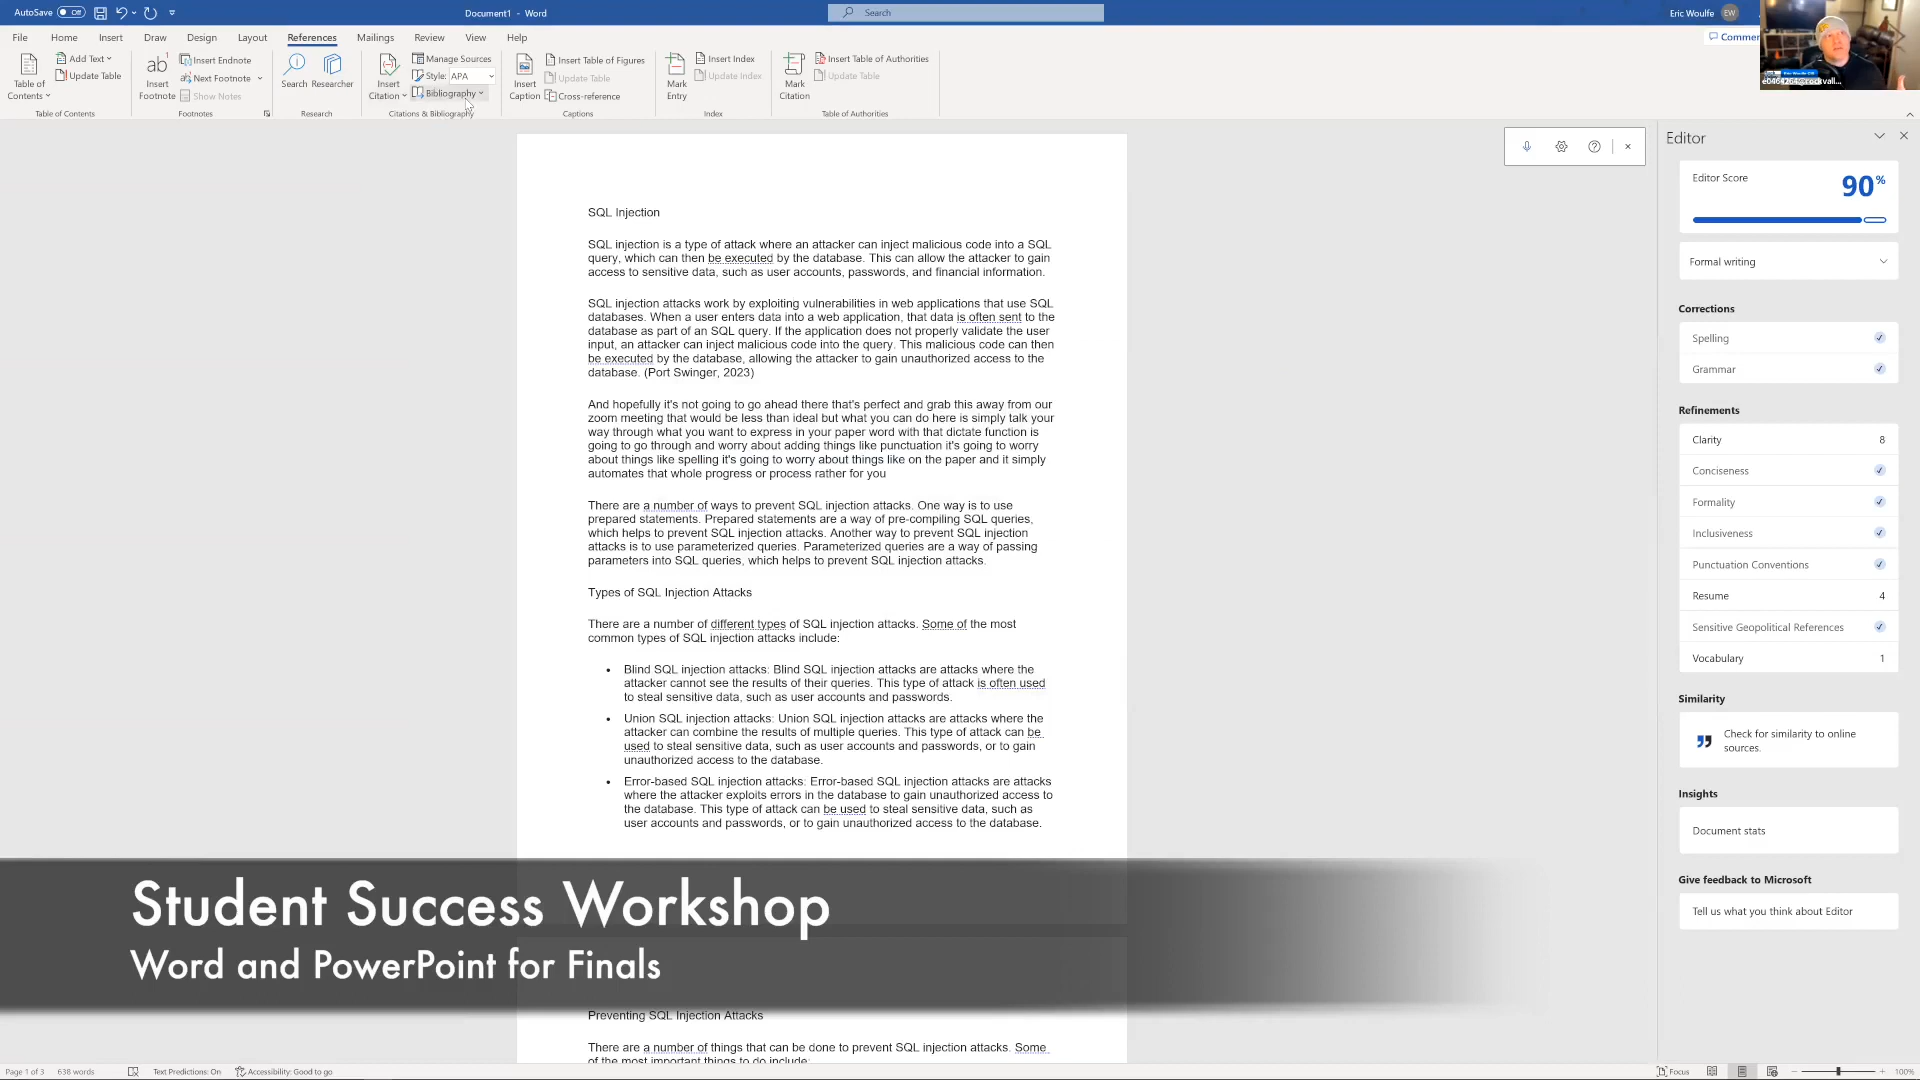 AutoSave Off
Document1 - Word
Search
Eric Woulfe EW
File Home Insert Draw Design Layout References Mailings Review View Help
Table of
Contents
Add Text
Update Table
Table of Contents
ab
Insert
Footnote
Insert Endnote
Next Footnote
Show Notes
Footnotes
Search
Researcher
Research
Insert
Citation
Manage Sources
Style: APA
Bibliography
Citations & Bibliography
Insert
Caption
Insert Table of Figures
Update Table
Cross-reference
Captions
Mark
Entry
Insert Index
Update Index
Index
Mark
Citation
Insert Table of Authorities
Update Table
Table of Authorities
SQL Injection
SQL injection is a type of attack where an attacker can inject malicious code into a SQL
query, which can then be executed by the database. This can allow the attacker to gain
access to sensitive data, such as user accounts, passwords, and financial information.
SQL injection attacks work by exploiting vulnerabilities in web applications that use SQL
databases. When a user enters data into a web application, that data is often sent to the
database as part of an SQL query. If the application does not properly validate the user
input, an attacker can inject malicious code into the query. This malicious code can then
be executed by the database, allowing the attacker to gain unauthorized access to the
database. (Port Swinger, 2023)
And hopefully it's not going to go ahead there that's perfect and grab this away from our
zoom meeting that would be less than ideal but what you can do here is simply talk your
way through what you want to express in your paper word with that dictate function is
going to go through and worry about adding things like punctuation it's going to worry
about things like spelling it's going to worry about things like on the paper and it simply
automates that whole progress or process rather for you
There are a number of ways to prevent SQL injection attacks. One way is to use
prepared statements. Prepared statements are a way of pre-compiling SQL queries,
which helps to prevent SQL injection attacks. Another way to prevent SQL injection
attacks is to use parameterized queries. Parameterized queries are a way of passing
parameters into SQL queries, which helps to prevent SQL injection attacks.
Types of SQL Injection Attacks
There are a number of different types of SQL injection attacks. Some of the most
common types of SQL injection attacks include:
• Blind SQL injection attacks: Blind SQL injection attacks are attacks where the
attacker cannot see the results of their queries. This type of attack is often used
to steal sensitive data, such as user accounts and passwords.
• Union SQL injection attacks: Union SQL injection attacks are attacks where the
attacker can combine the results of multiple queries. This type of attack can be
used to steal sensitive data, such as user accounts and passwords, or to gain
unauthorized access to the database.
• Error-based SQL injection attacks: Error-based SQL injection attacks are attacks
where the attacker exploits errors in the database to gain unauthorized access to
the database. This type of attack can be used to steal sensitive data, such as
user accounts and passwords, or to gain unauthorized access to the database.
Preventing SQL Injection Attacks
There are a number of things that can be done to prevent SQL injection attacks. Some
of the most important things to do include:
Editor
Editor Score
90%
Formal writing
Corrections
Spelling
Grammar
Refinements
Clarity 8
Conciseness
Formality
Inclusiveness
Punctuation Conventions
Resume 4
Sensitive Geopolitical References
Vocabulary 1
Similarity
Check for similarity to online
sources.
Insights
Document stats
Give feedback to Microsoft
Tell us what you think about Editor
Student Success Workshop
Word and PowerPoint for Finals
Page 1 of 3 638 words Text Predictions: On Accessibility: Good to go Focus 100%